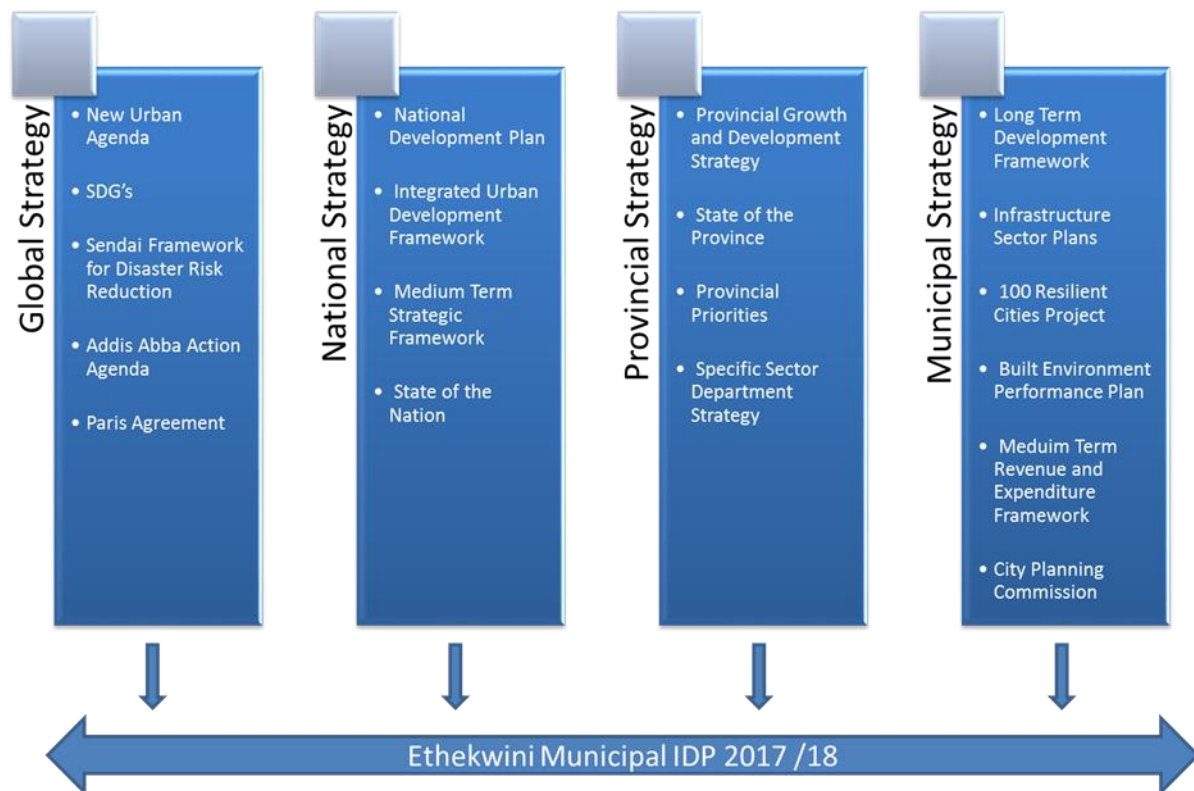 Global Strategy
• New Urban
Agenda
• SDG's
• Sendai Framework
for Disaster Risk
Reduction
• Addis Abba Action
Agenda
• Paris Agreement
National Strategy
• National
Development Plan
• Integrated Urban
Development
Framework
• Medium Term
Strategic
Framework
• State of the
Nation
Provincial Strategy
• Provincial Growth
and Development
Strategy
• State of the
Province
• Provincial
Priorities
• Specific Sector
Department
Strategy
Municipal Strategy
• Long Term
Development
Framework
• Infrastructure
Sector Plans
• 100 Resilient
Cities Project
• Built Environment
Performance Plan
• Meduim Term
Revenue and
Expenditure
Framework
• City Planning
Commission
Ethekwini Municipal IDP 2017 /18